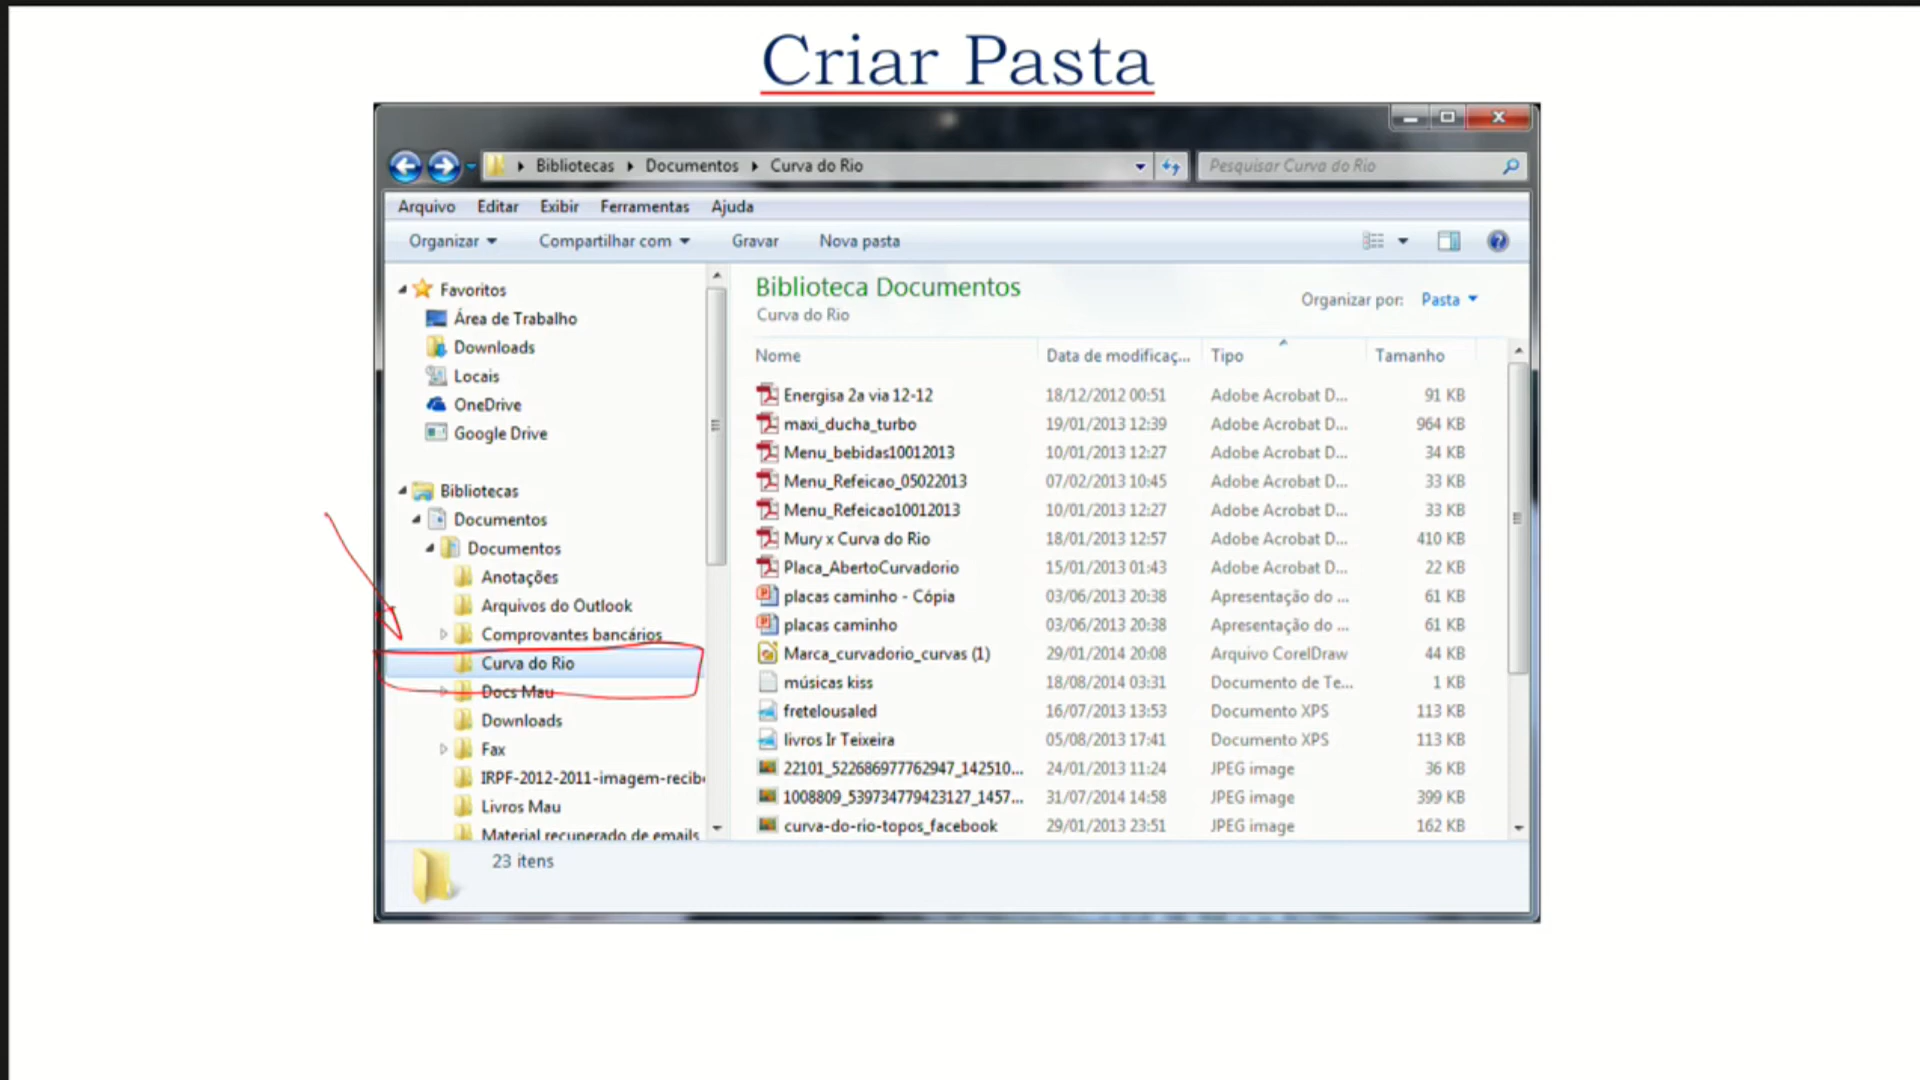 Criar Pasta
Bibliotecas Documentos Curva do Rio
Pesquisar Curva do Rio
Arquivo Editar Exibir Ferramentas Ajuda
Organizar Compartilhar com Gravar Nova pasta
Favoritos
Área de Trabalho
Downloads
Locais
OneDrive
Google Drive
Bibliotecas
Documentos
Documentos
Anotações
Arquivos do Outlook
Comprovantes bancários
Curva do Rio
Docs Mau
Downloads
Fax
IRPF-2012-2011-imagem-recib
Livros Mau
Material recuperado de emails
Biblioteca Documentos
Curva do Rio
Organizar por: Pasta
Nome Data de modificaç... Tipo Tamanho
Energisa 2a via 12-12 18/12/2012 00:51 Adobe Acrobat D... 91 KB
maxi_ducha_turbo 19/01/2013 12:39 Adobe Acrobat D... 964 KB
Menu_bebidas10012013 10/01/2013 12:27 Adobe Acrobat D... 34 KB
Menu_Refeicao_05022013 07/02/2013 10:45 Adobe Acrobat D... 33 KB
Menu_Refeicao10012013 10/01/2013 12:27 Adobe Acrobat D... 33 KB
Mury x Curva do Rio 18/01/2013 12:57 Adobe Acrobat D... 410 KB
Placa_AbertoCurvadorio 15/01/2013 01:43 Adobe Acrobat D... 22 KB
placas caminho - Cópia 03/06/2013 20:38 Apresentação do ... 61 KB
placas caminho 03/06/2013 20:38 Apresentação do ... 61 KB
Marca_curvadorio_curvas (1) 29/01/2014 20:08 Arquivo CorelDraw 44 KB
músicas kiss 18/08/2014 03:31 Documento de Te... 1 KB
fretelousaled 16/07/2013 13:53 Documento XPS 113 KB
livros Ir Teixeira 05/08/2013 17:41 Documento XPS 113 KB
22101_522686977762947_142510... 24/01/2013 11:24 JPEG image 36 KB
1008809_539734779423127_1457... 31/07/2014 14:58 JPEG image 399 KB
curva-do-rio-topos_facebook 29/01/2013 23:51 JPEG image 162 KB
23 itens